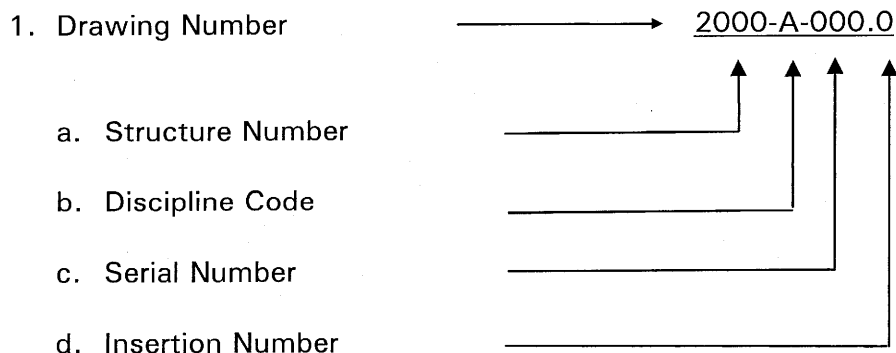 1. Drawing Number 2000-A-000.0
a. Structure Number
b. Discipline Code
c. Serial Number
d. Insertion Number